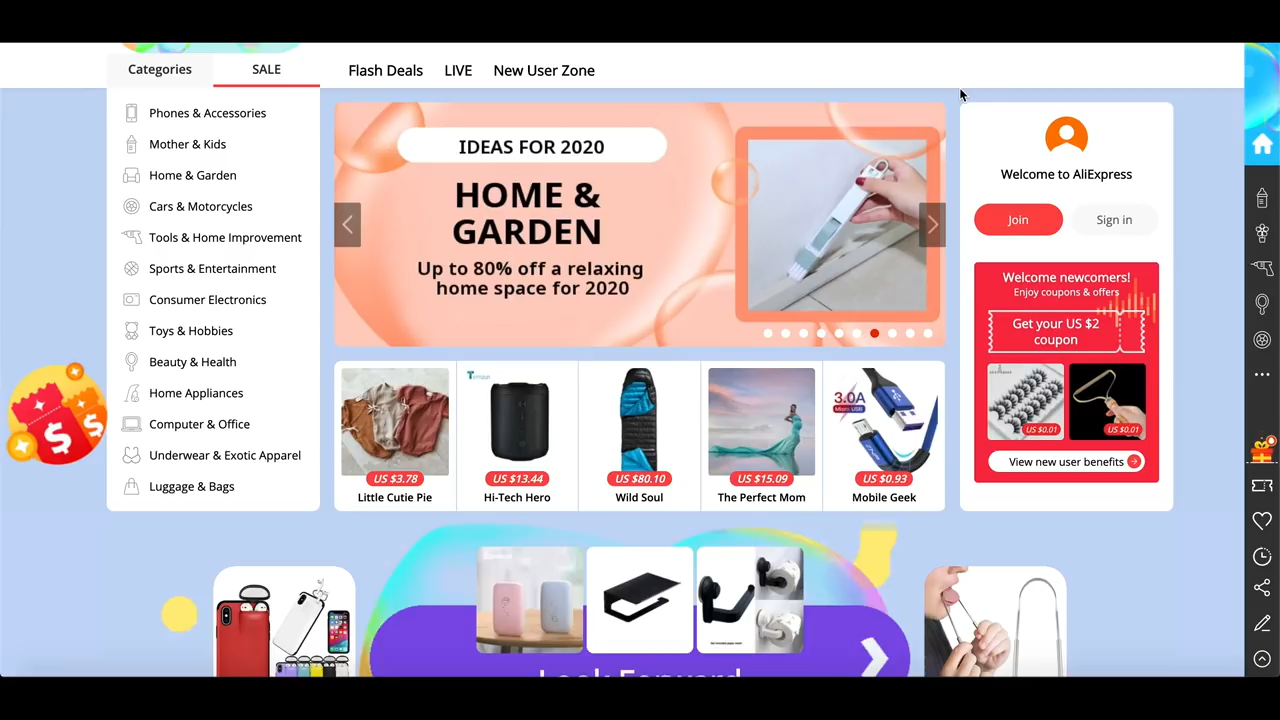 Categories
SALE
Flash Deals
LIVE
New User Zone
Phones & Accessories
Mother & Kids
Home & Garden
Cars & Motorcycles
Tools & Home Improvement
Sports & Entertainment
Consumer Electronics
Toys & Hobbies
Beauty & Health
Home Appliances
Computer & Office
Underwear & Exotic Apparel
Luggage & Bags
IDEAS FOR 2020
HOME &
GARDEN
Up to 80% off a relaxing
home space for 2020
US $3.78
Little Cutie Pie
US $13.44
Hi-Tech Hero
US $80.10
Wild Soul
US $15.09
The Perfect Mom
3.0A
Micro USB
US $0.93
Mobile Geek
Welcome to AliExpress
Join
Sign in
Welcome newcomers!
Enjoy coupons & offers
Get your US $2
coupon
US $0.01
US $0.01
View new user benefits
$
$
Look Forward